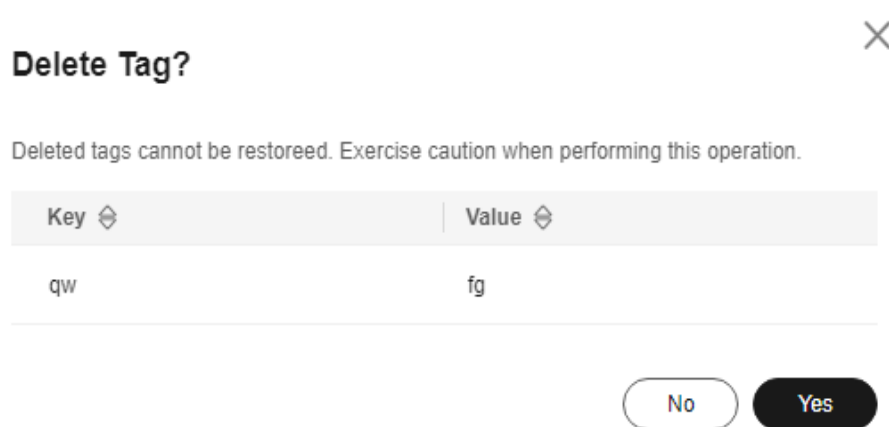 Delete Tag?
Deleted tags cannot be restoreed. Exercise caution when performing this operation.
Key Value
qw fg
No Yes